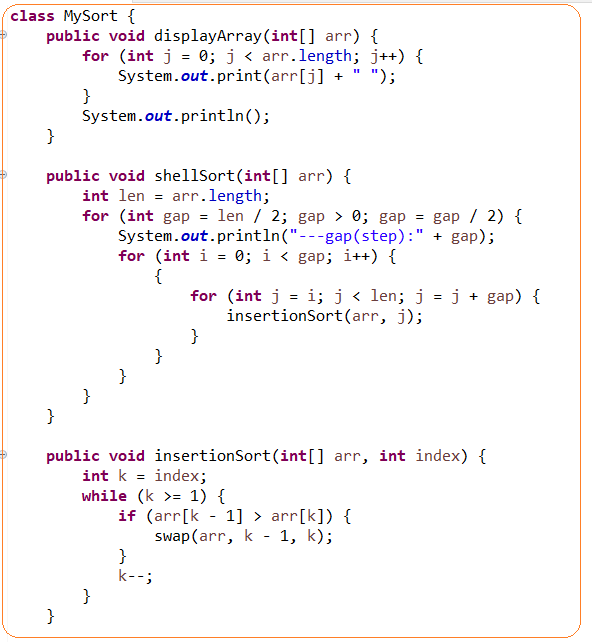 class MySort {
    public void displayArray(int[] arr) {
        for (int j = 0; j < arr.length; j++) {
            System.out.print(arr[j] + " ");
        }
        System.out.println();
    }

    public void shellSort(int[] arr) {
        int len = arr.length;
        for (int gap = len / 2; gap > 0; gap = gap / 2) {
            System.out.println("---gap(step):" + gap);
            for (int i = 0; i < gap; i++) {
                {
                    for (int j = i; j < len; j = j + gap) {
                        insertionSort(arr, j);
                    }
                }
            }
        }
    }

    public void insertionSort(int[] arr, int index) {
        int k = index;
        while (k >= 1) {
            if (arr[k - 1] > arr[k]) {
                swap(arr, k - 1, k);
            }
            k--;
        }
    }